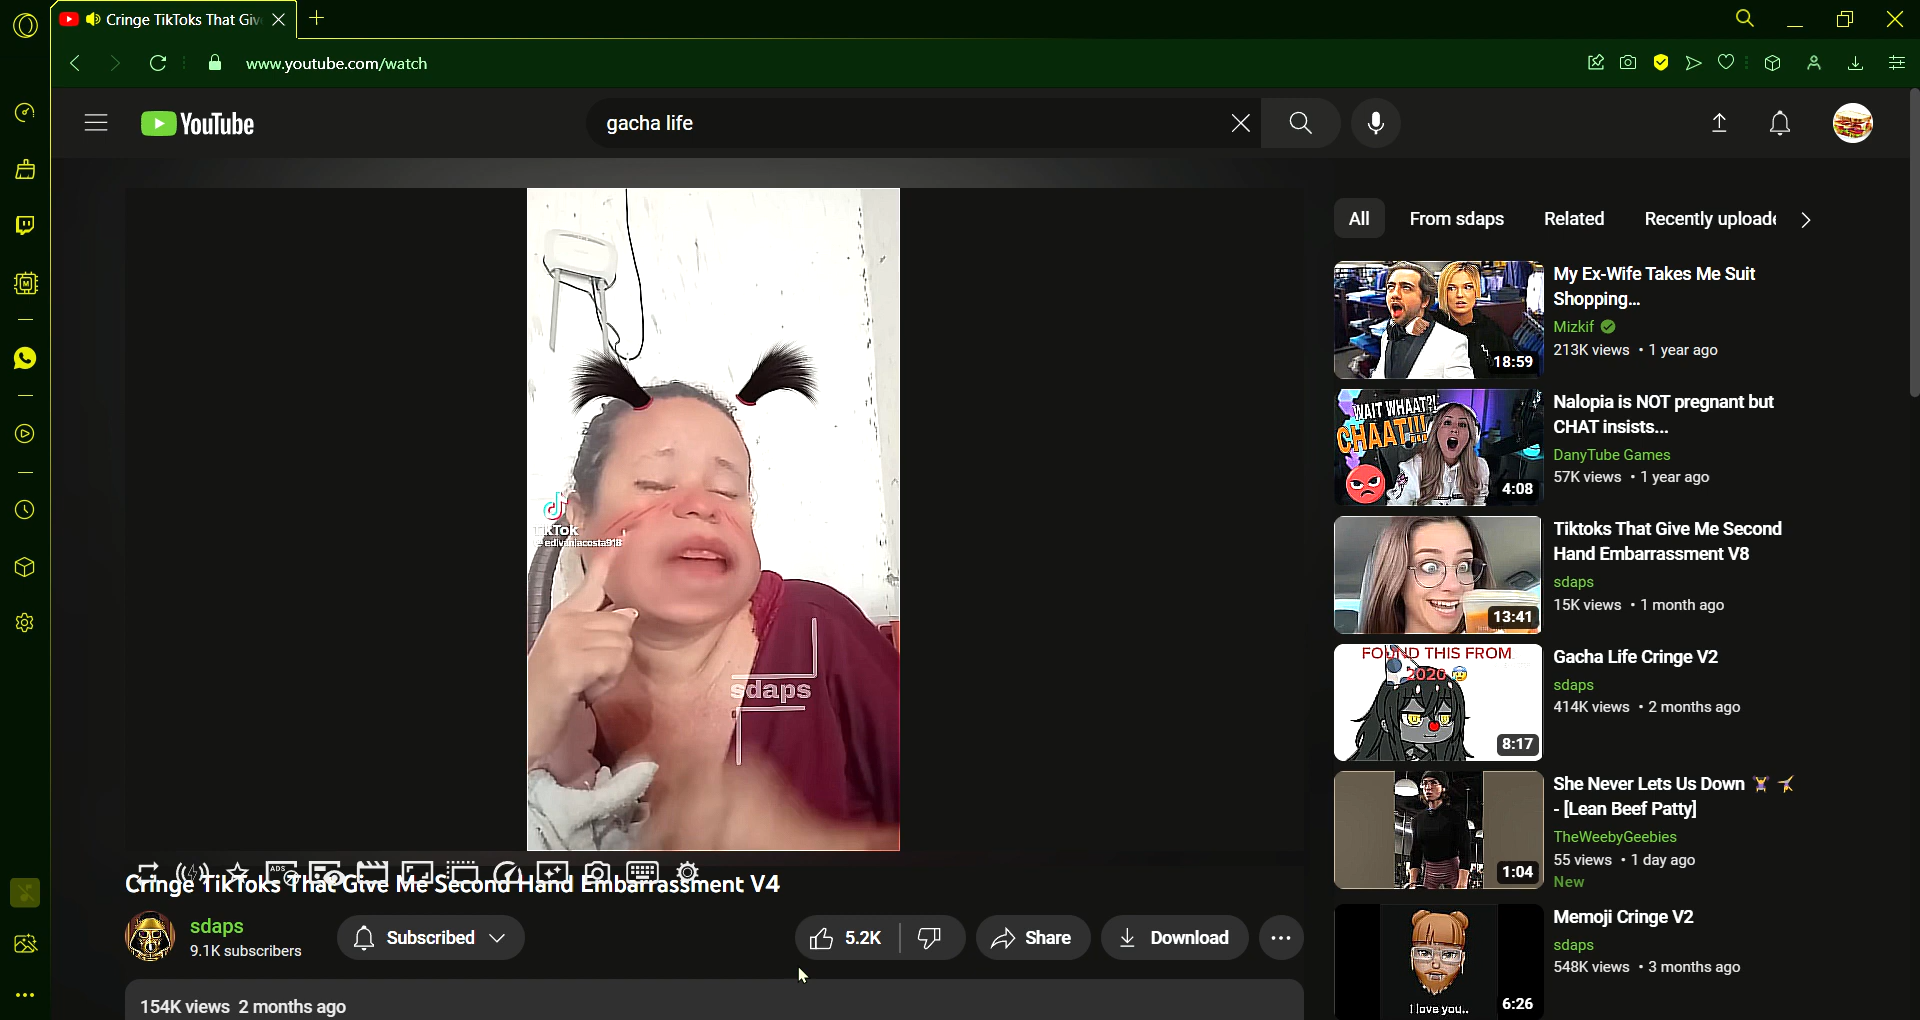 Cringe TikToks That Giv
www.youtube.com/watch
YouTube
gacha life
TikTok
sdaps
Cringe TikToks That Give Me Second Hand Embarrassment V4
sdaps
9.1K subscribers
Subscribed
5.2K
Share
Download
154K views 2 months ago
All
From sdaps
Related
Recently uploade
18:59
My Ex-Wife Takes Me Suit
Shopping...
Mizkif
213K views • 1 year ago
WAIT WHAAT?!
CHAAT!!!
4:08
Nalopia is NOT pregnant but
CHAT insists...
DanyTube Games
57K views • 1 year ago
13:41
Tiktoks That Give Me Second
Hand Embarrassment V8
sdaps
15K views • 1 month ago
FOUND THIS FROM
2020
8:17
Gacha Life Cringe V2
sdaps
414K views • 2 months ago
1:04
She Never Lets Us Down
- [Lean Beef Patty]
TheWeebyGeebies
55 views • 1 day ago
New
I love you..
6:26
Memoji Cringe V2
sdaps
548K views • 3 months ago